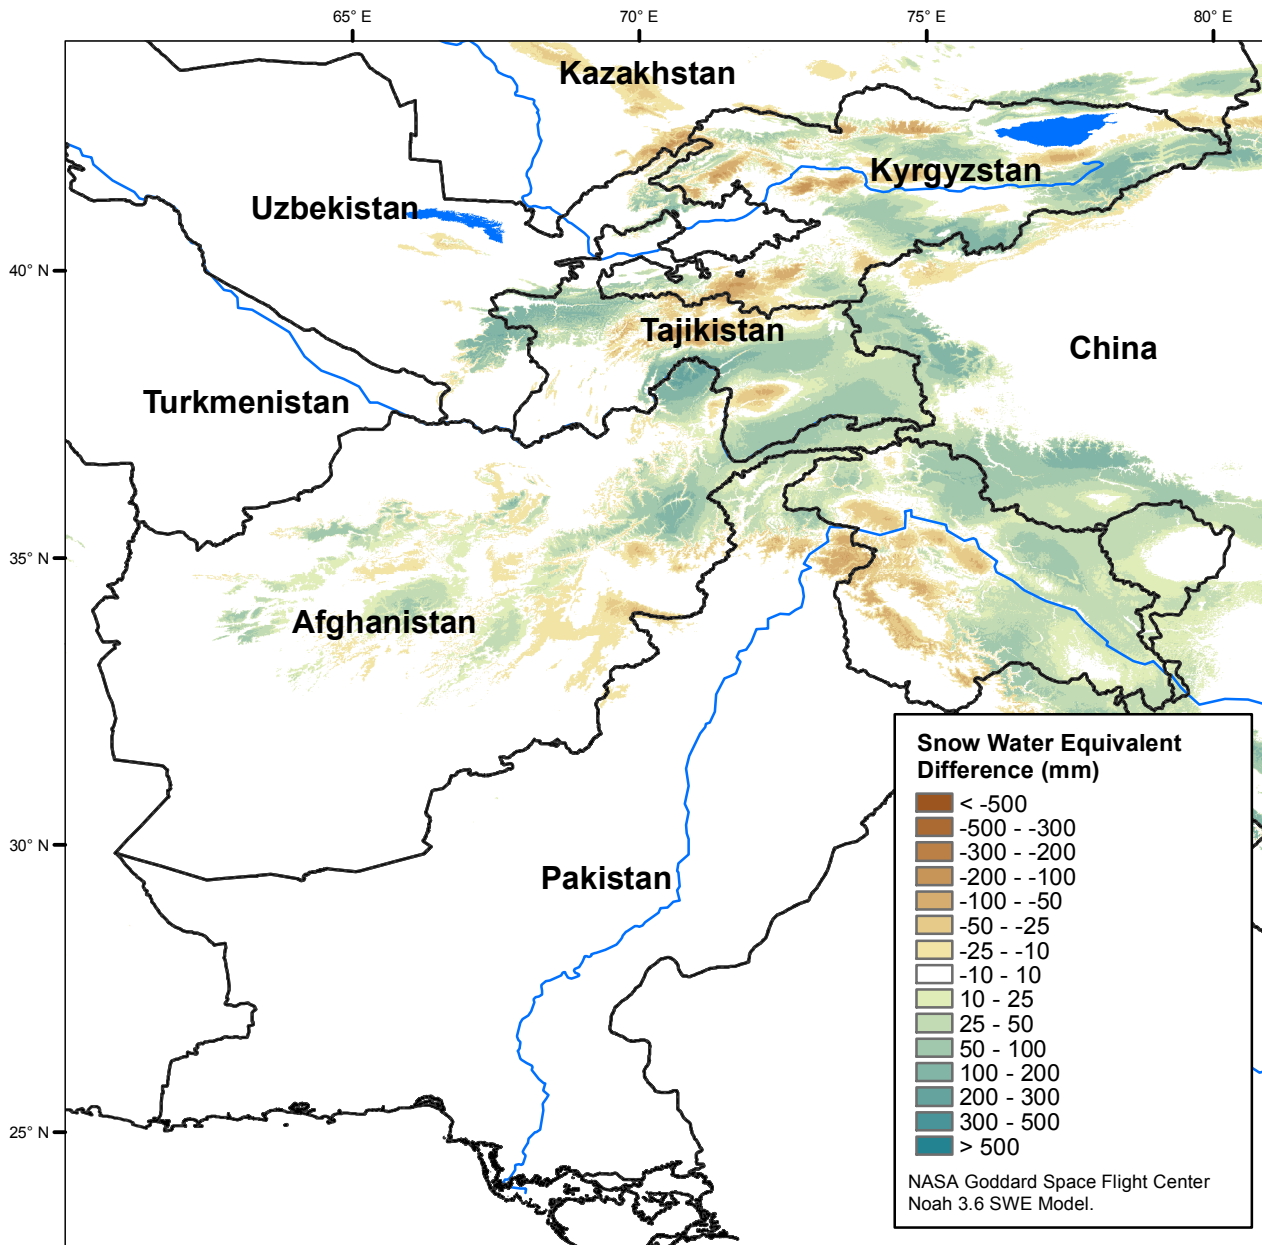 65° E
70° E
75° E
80° E
Kazakhstan
Kyrgyzstan
Uzbekistan
40° N
Tajikistan
China
Turkmenistan
35° N
Afghanistan
30° N
Pakistan
25° N
Snow Water Equivalent
Difference (mm)
< -500
-500 - -300
-300 - -200
-200 - -100
-100 - -50
-50 - -25
-25 - -10
-10 - 10
10 - 25
25 - 50
50 - 100
100 - 200
200 - 300
300 - 500
> 500
NASA Goddard Space Flight Center
Noah 3.6 SWE Model.